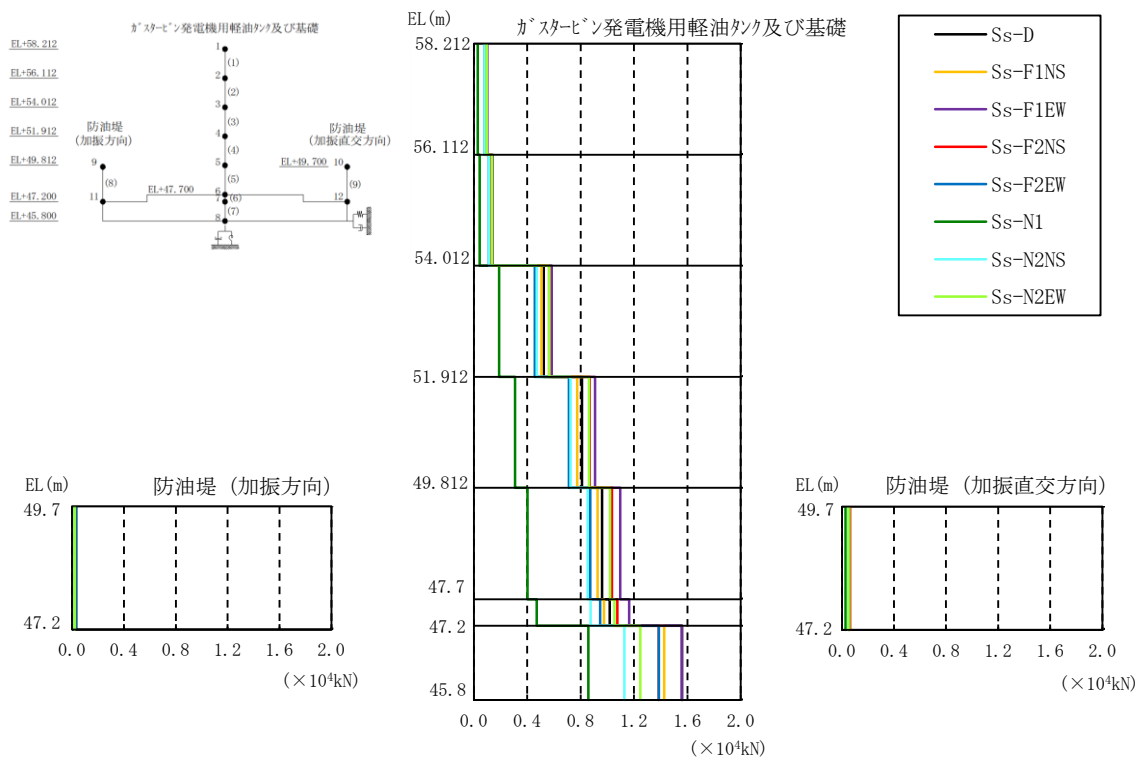 ｶﾞｽﾀｰﾋﾞﾝ発電機用軽油ﾀﾝｸ及び基礎
EL+58.212
EL+56.112
EL+54.012
EL+51.912
EL+49.812
EL+47.200
EL+45.800
1
(1)
2
(2)
3
(3)
4
(4)
5
(5)
6
7
(6)
(7)
8
防油堤
(加振方向)
9
(8)
11
EL+47.700
防油堤
(加振直交方向)
EL+49.700
10
(9)
12
EL(m)
ｶﾞｽﾀｰﾋﾞﾝ発電機用軽油ﾀﾝｸ及び基礎
58.212
56.112
54.012
51.912
49.812
47.7
47.2
45.8
0.0 0.4 0.8 1.2 1.6 2.0
(×10⁴kN)
Ss-D
Ss-F1NS
Ss-F1EW
Ss-F2NS
Ss-F2EW
Ss-N1
Ss-N2NS
Ss-N2EW
EL(m)
防油堤 (加振方向)
49.7
47.2
0.0 0.4 0.8 1.2 1.6 2.0
(×10⁴kN)
EL(m)
防油堤 (加振直交方向)
49.7
47.2
0.0 0.4 0.8 1.2 1.6 2.0
(×10⁴kN)